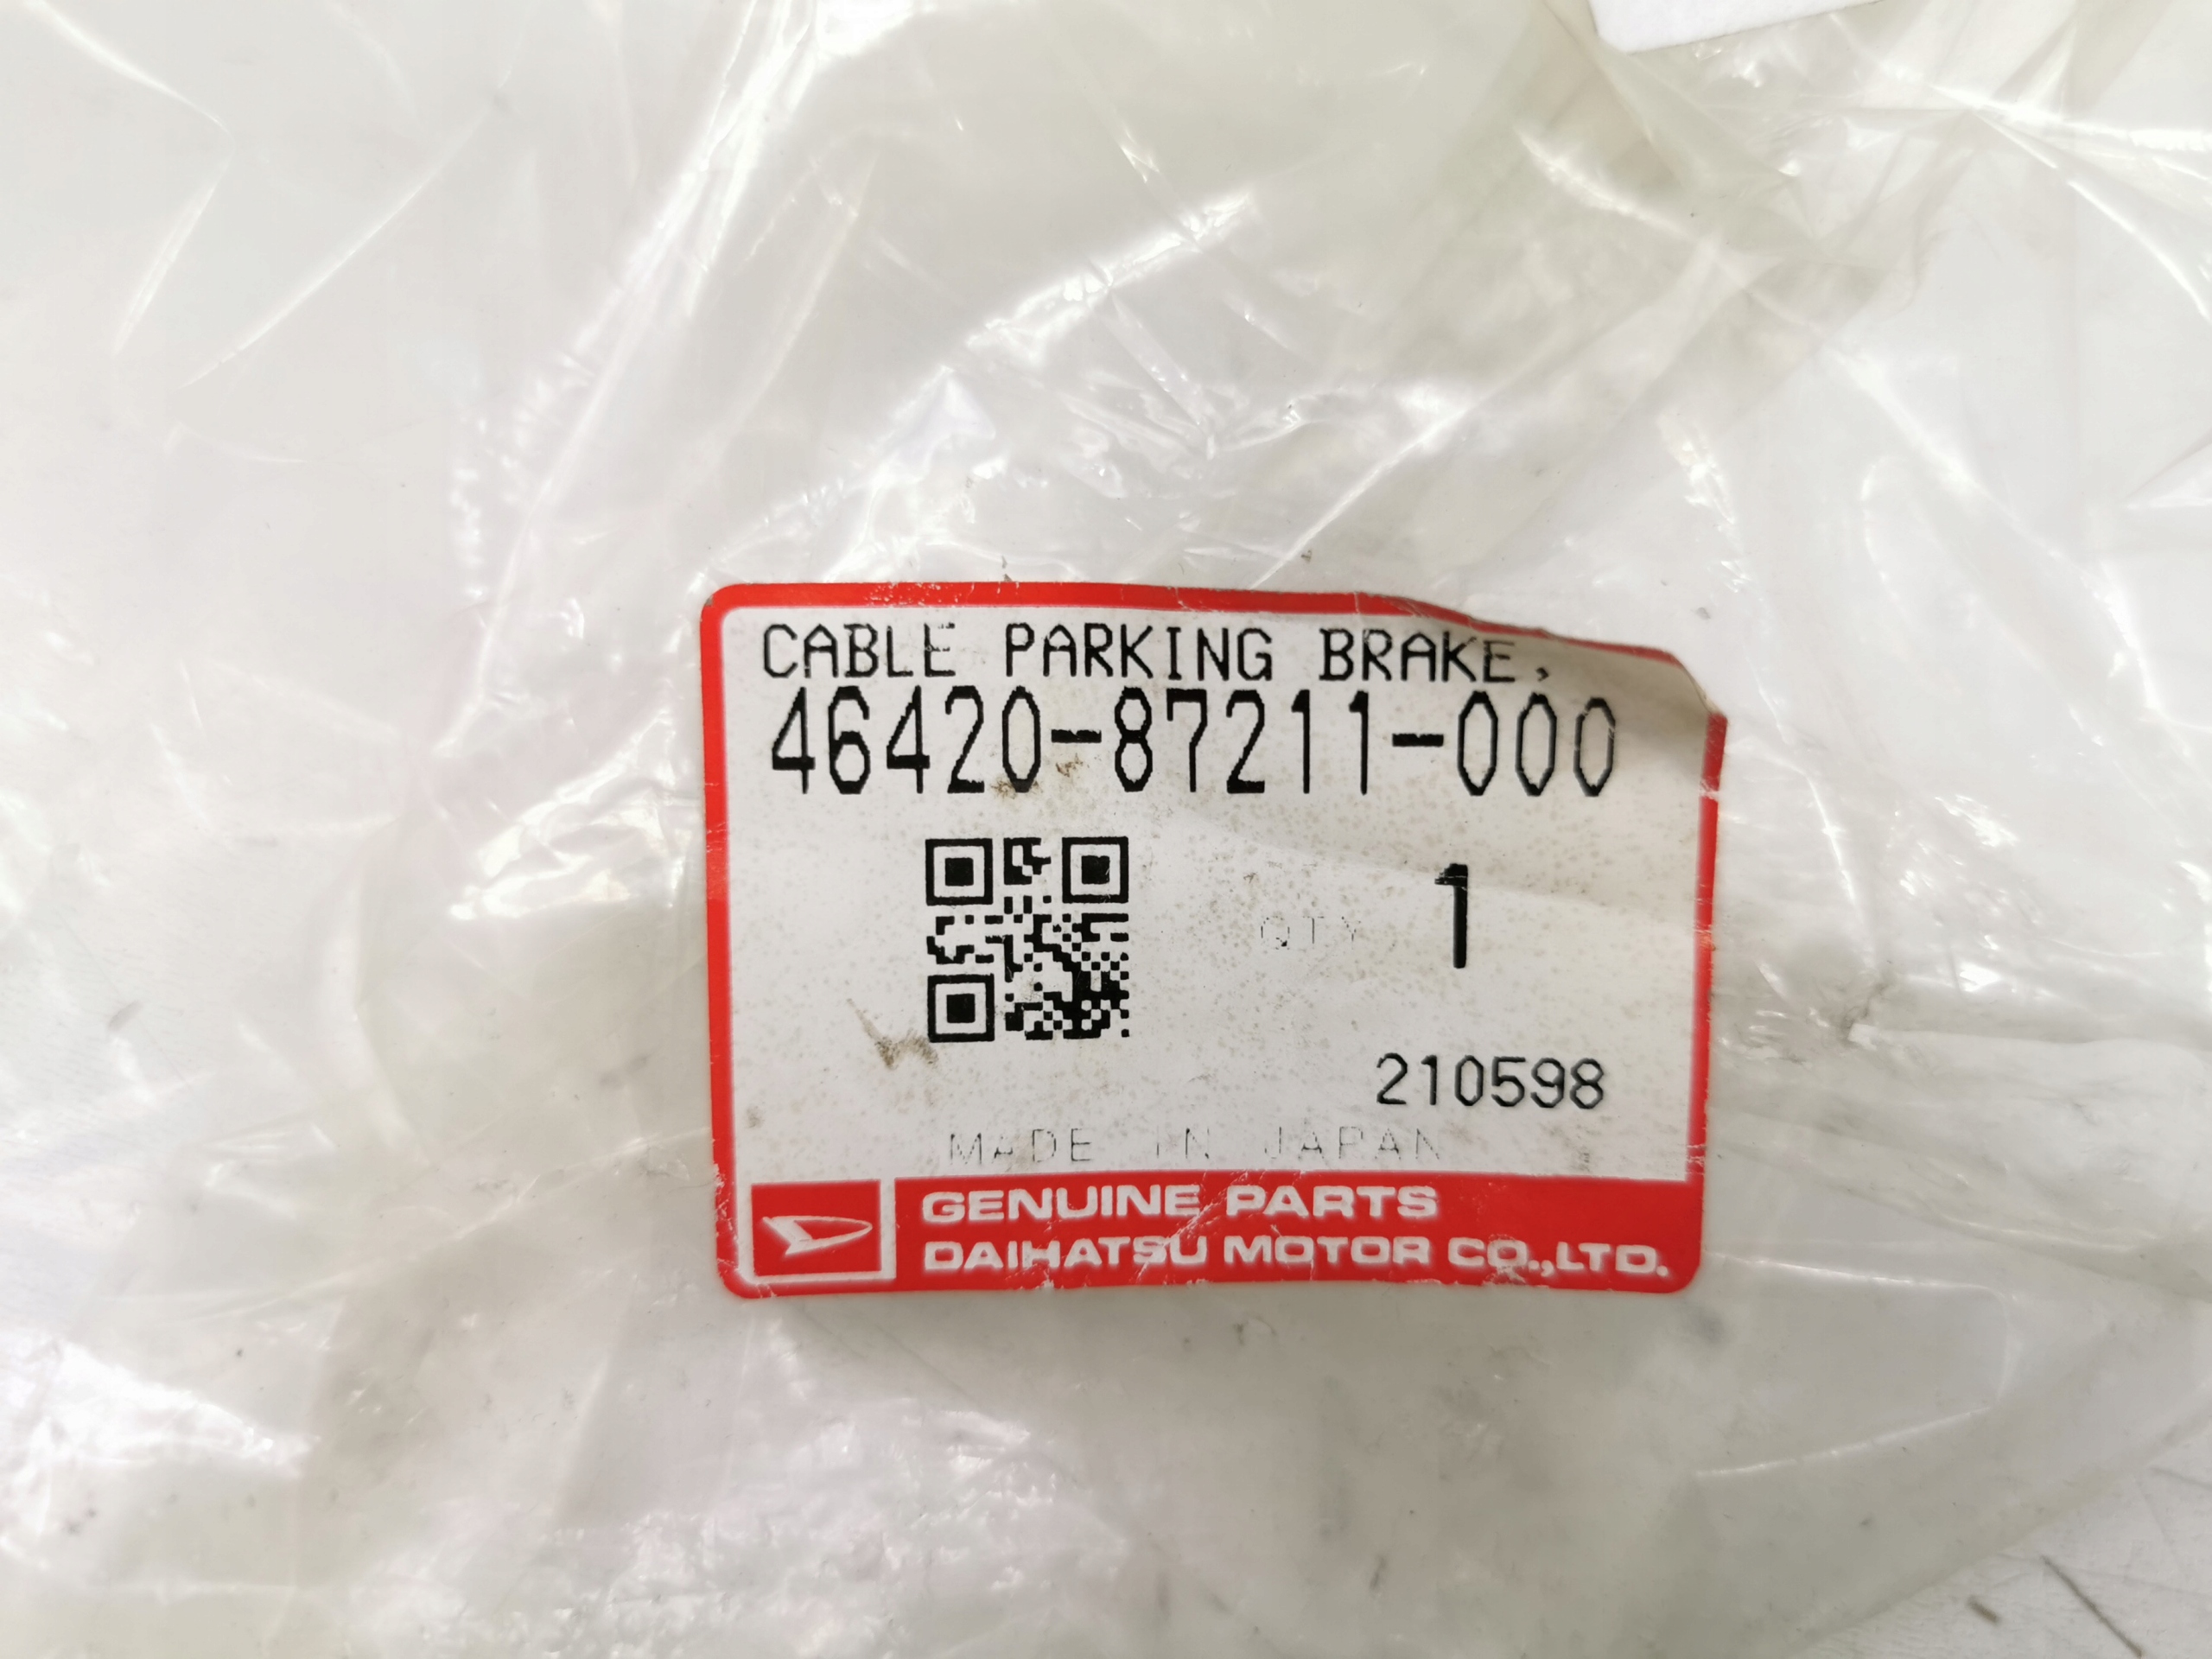 CABLE PARKING BRAKE,
46420-87211-000
QTY 1
210598
MADE IN JAPAN
GENUINE PARTS
DAIHATSU MOTOR CO.,LTD.